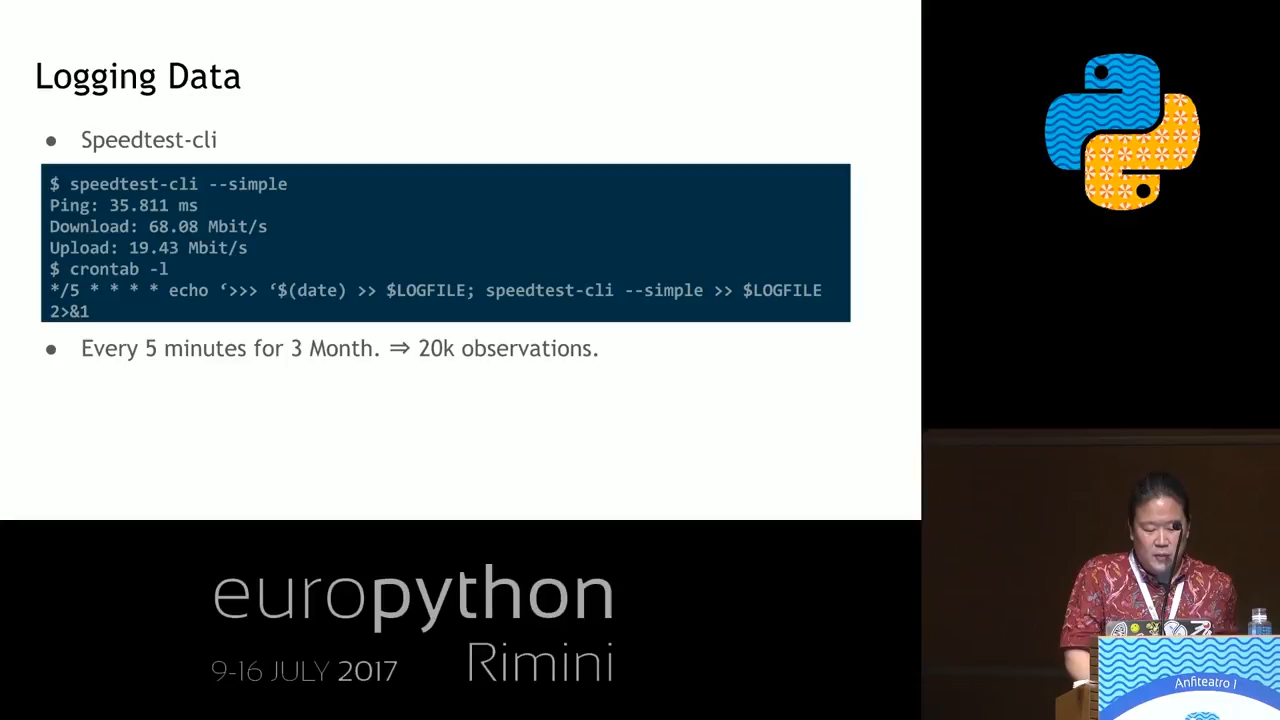 Logging Data
● Speedtest-cli
$ speedtest-cli --simple
Ping: 35.811 ms
Download: 68.08 Mbit/s
Upload: 19.43 Mbit/s
$ crontab -l
*/5 * * * * echo ‘>>> ‘$(date) >> $LOGFILE; speedtest-cli --simple >> $LOGFILE
2>&1
● Every 5 minutes for 3 Month. ⇒ 20k observations.
europython
9-16 JULY 2017 Rimini
Anfiteatro I